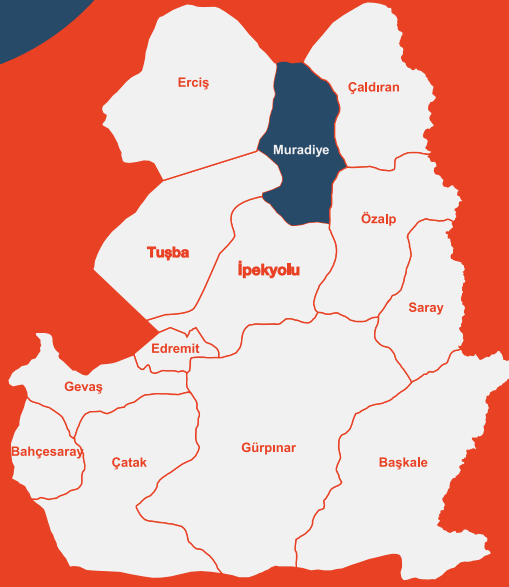 Erciş
Çaldıran
Muradiye
Özalp
Tuşba
İpekyolu
Saray
Edremit
Gevaş
Bahçesaray
Çatak
Gürpınar
Başkale